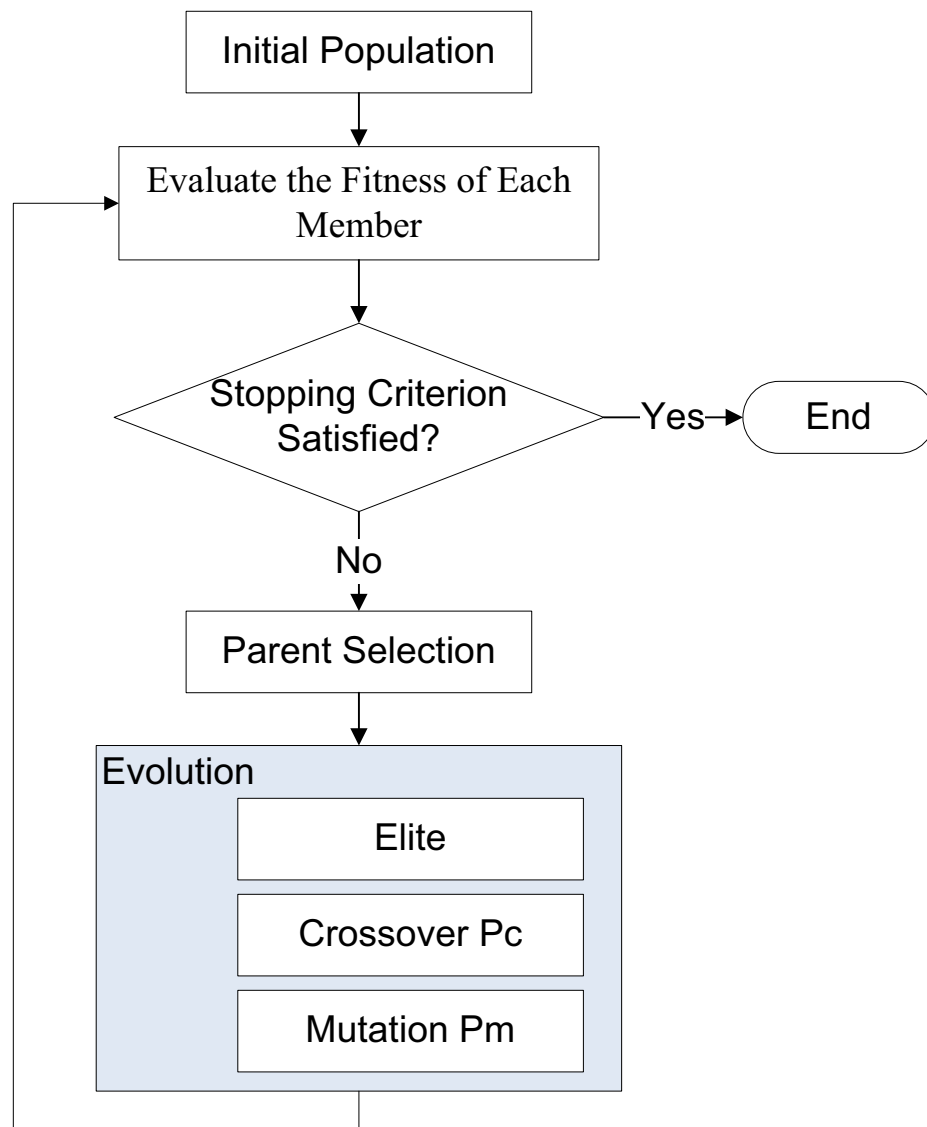 Initial Population
Evaluate the Fitness of Each
Member
Stopping Criterion
Satisfied?
Yes
End
No
Parent Selection
Evolution
Elite
Crossover Pc
Mutation Pm